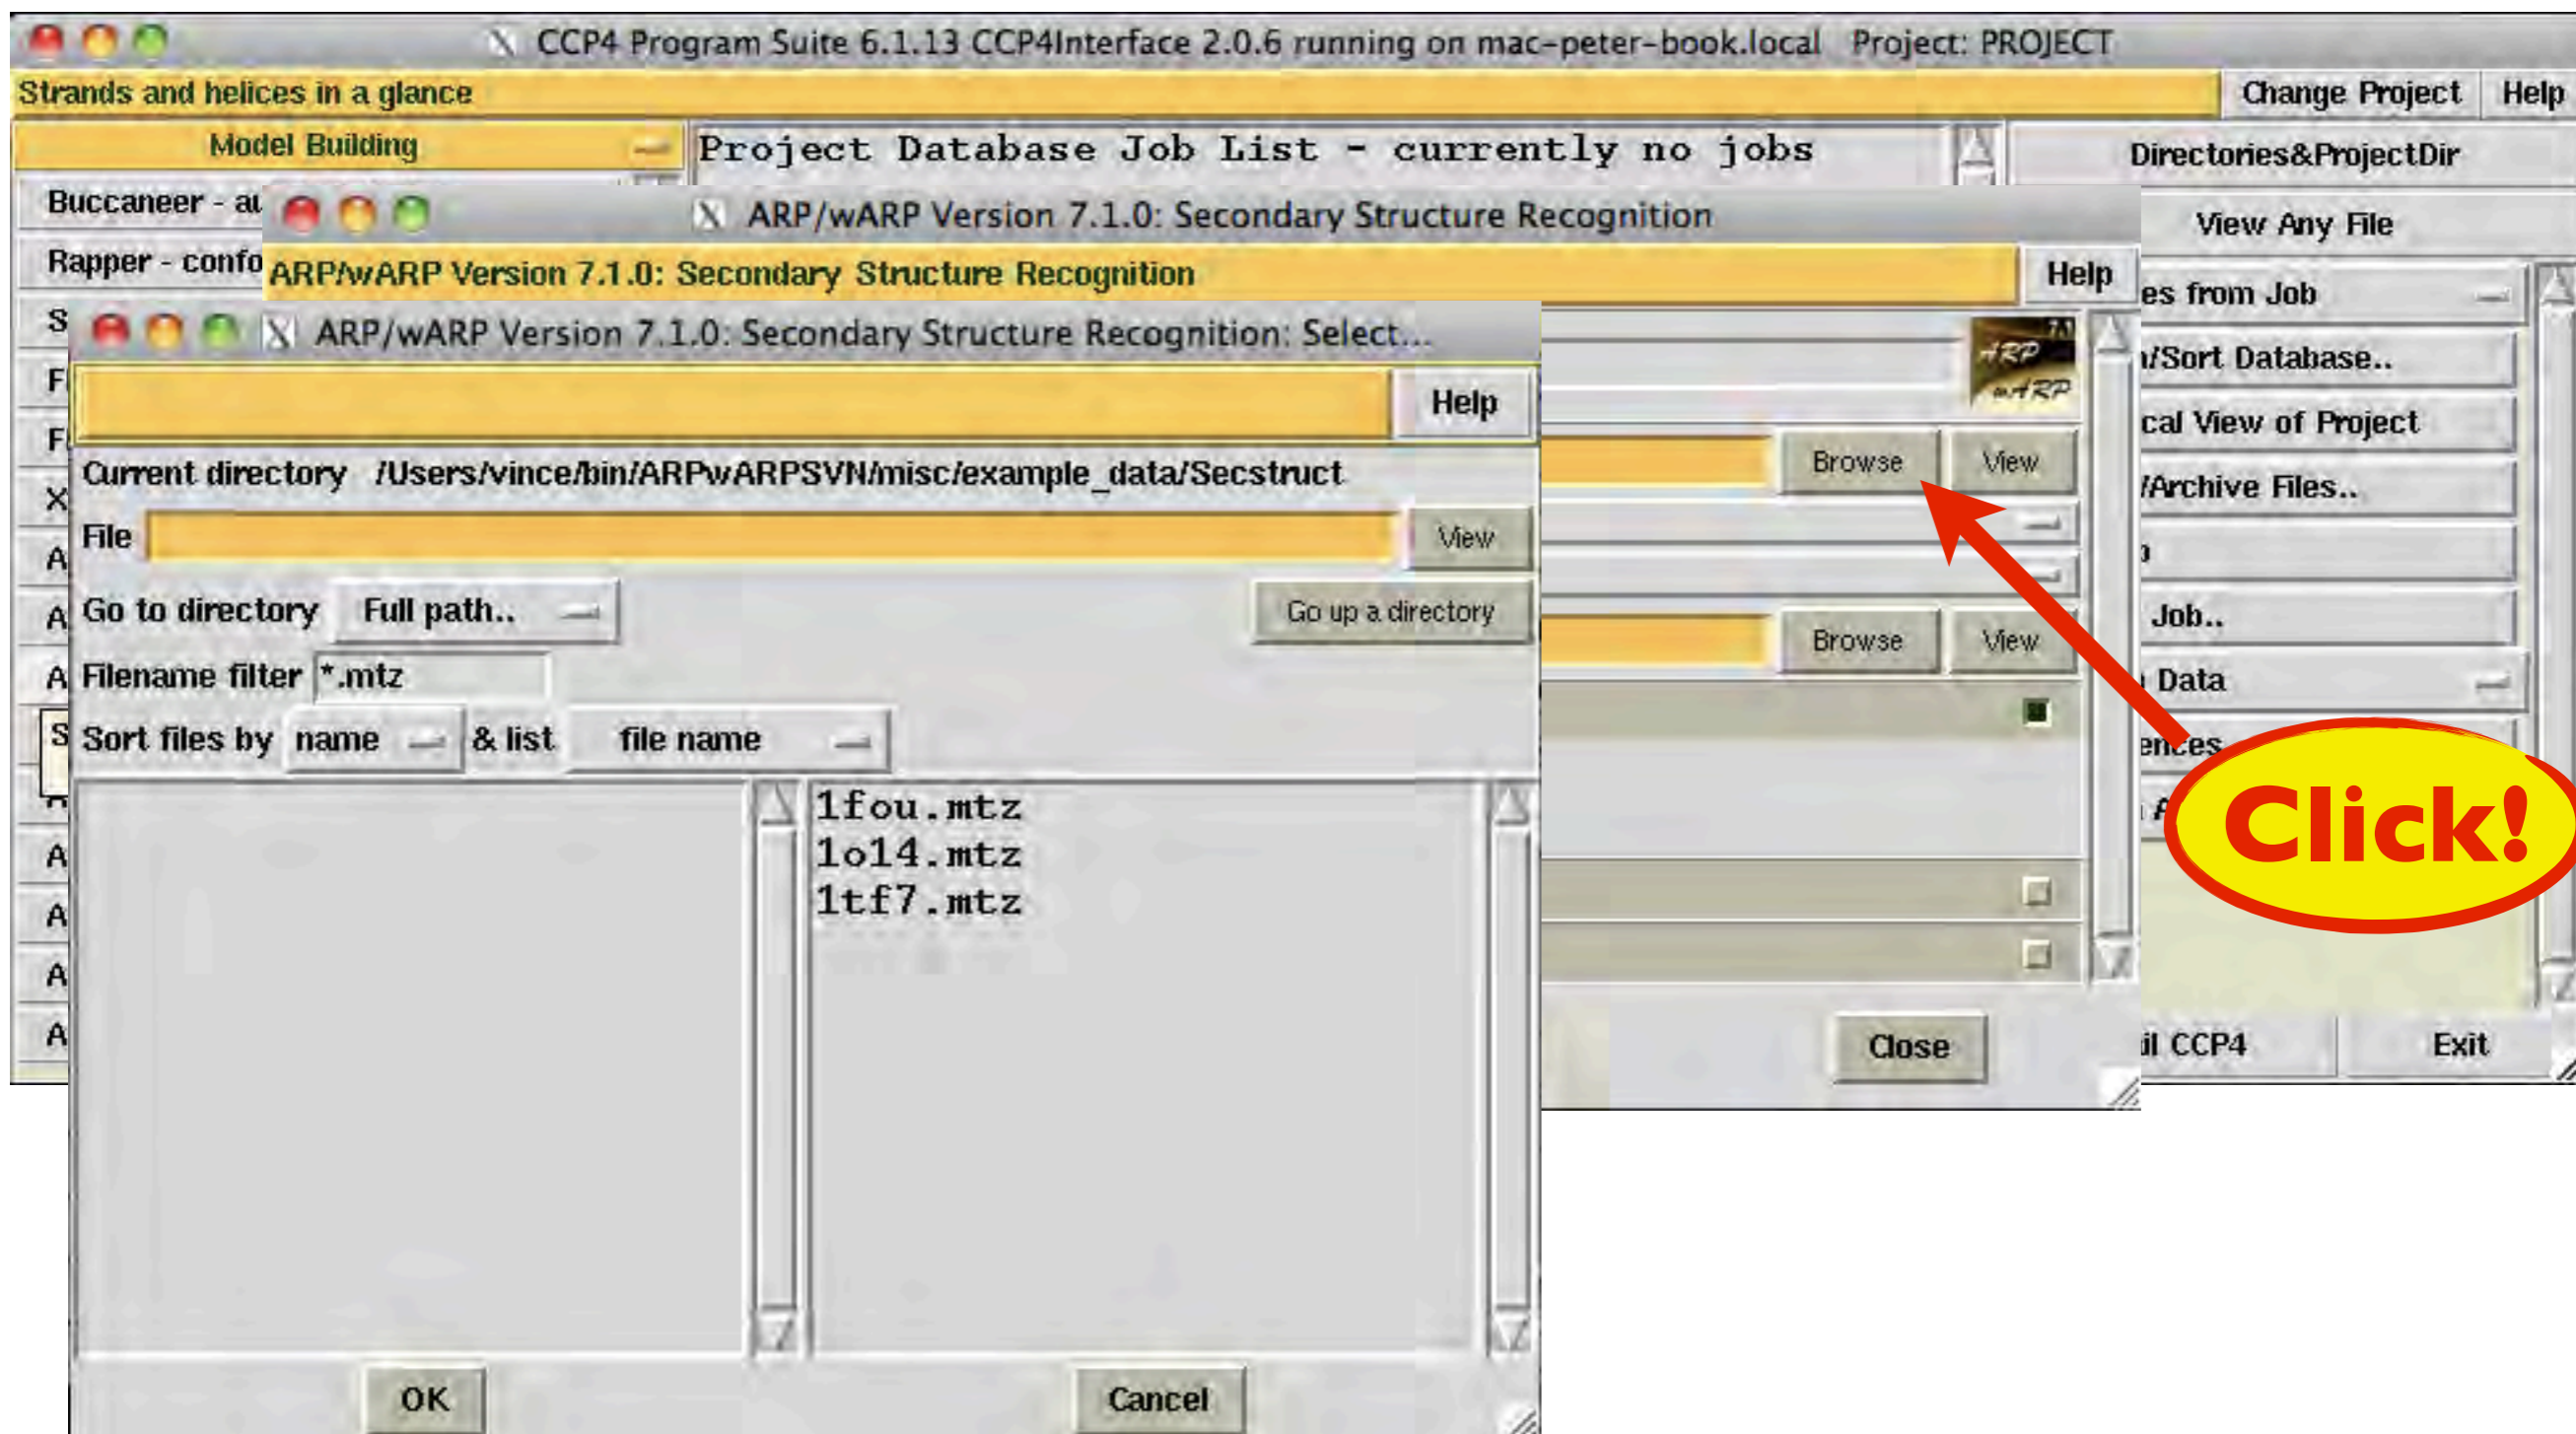 CCP4 Program Suite 6.1.13 CCP4Interface 2.0.6 running on mac-peter-book.local Project: PROJECT
Strands and helices in a glance
Change Project
Help
Model Building
Project Database Job List - currently no jobs
Directories&ProjectDir
Buccaneer - au
View Any File
Rapper - confo
ARP/wARP Version 7.1.0: Secondary Structure Recognition
ARP/wARP Version 7.1.0: Secondary Structure Recognition
Help
es from Job
/Sort Database..
cal View of Project
/Archive Files..
Job..
Data
ences
il CCP4
Exit
ARP
wARP
Browse
View
Browse
View
Close
Click!
ARP/wARP Version 7.1.0: Secondary Structure Recognition: Select...
Help
Current directory /Users/vince/bin/ARPwARPSVN/misc/example_data/Secstruct
File
View
Go to directory Full path..
Go up a directory
Filename filter *.mtz
Sort files by name & list file name
1fou.mtz
1o14.mtz
1tf7.mtz
OK
Cancel